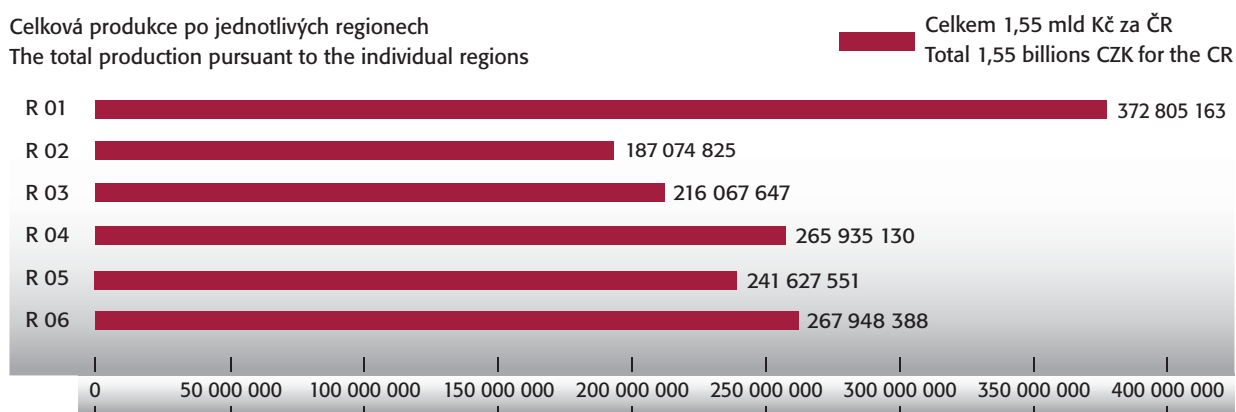 Celková produkce po jednotlivých regionech
The total production pursuant to the individual regions
Celkem 1,55 mld Kč za ČR
Total 1,55 billions CZK for the CR
R 01 372 805 163
R 02 187 074 825
R 03 216 067 647
R 04 265 935 130
R 05 241 627 551
R 06 267 948 388
0 50 000 000 100 000 000 150 000 000 200 000 000 250 000 000 300 000 000 350 000 000 400 000 000